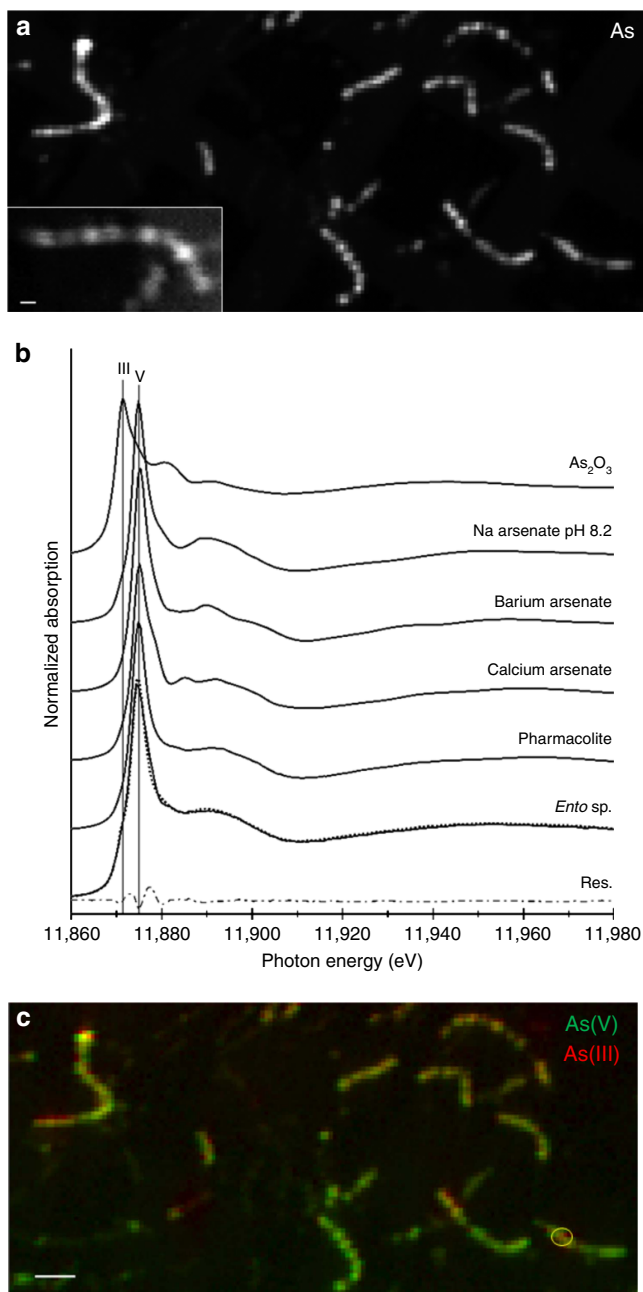 a
As
b
III
V
As2O3
Na arsenate pH 8.2
Barium arsenate
Calcium arsenate
Pharmacolite
Ento sp.
Res.
Normalized absorption
11,860 11,880 11,900 11,920 11,940 11,960 11,980
Photon energy (eV)
c
As(V)
As(III)